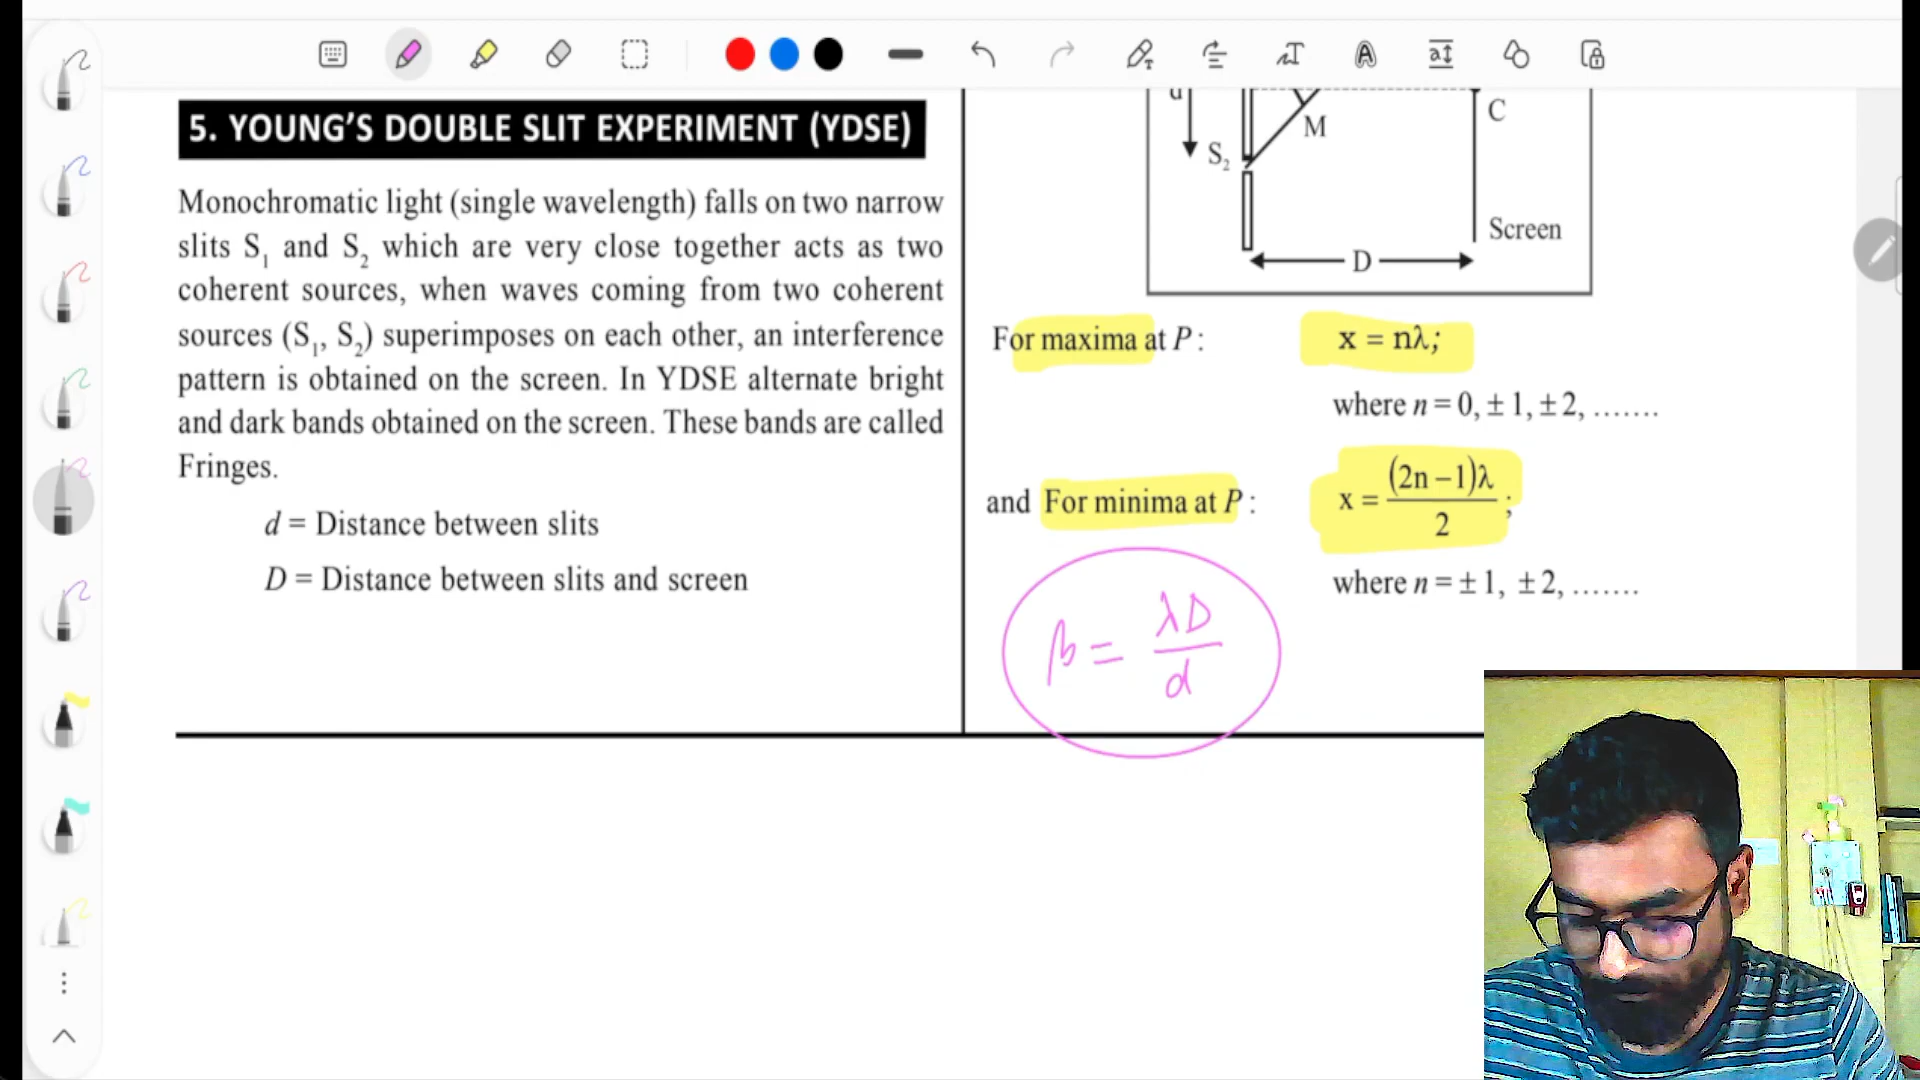 5. YOUNG'S DOUBLE SLIT EXPERIMENT (YDSE)
Monochromatic light (single wavelength) falls on two narrow
slits S₁ and S₂ which are very close together acts as two
coherent sources, when waves coming from two coherent
sources (S₁, S₂) superimposes on each other, an interference
pattern is obtained on the screen. In YDSE alternate bright
and dark bands obtained on the screen. These bands are called
Fringes.
d = Distance between slits
D = Distance between slits and screen
d
S₂
M
C
Screen
D
For maxima at P : x = nλ;
where n = 0, ± 1, ± 2, .......
and For minima at P : x = (2n – 1)λ / 2 ;
where n = ± 1, ± 2, .......
β = λD / d